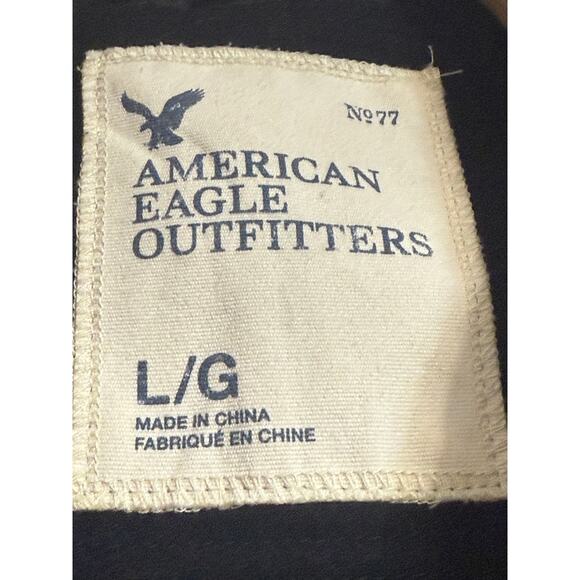 Nº77
AMERICAN
EAGLE
OUTFITTERS
L/G
MADE IN CHINA
FABRIQUÉ EN CHINE